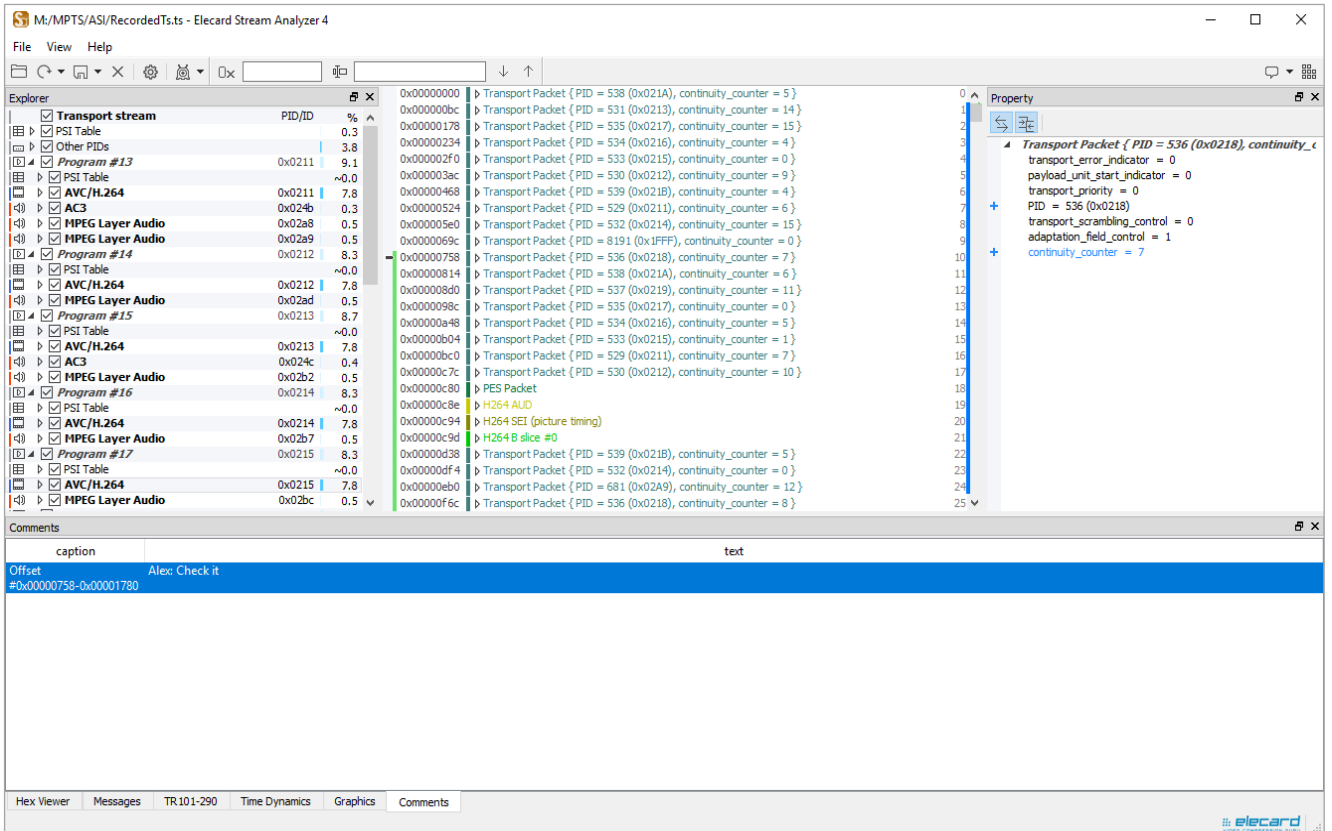 M:/MPTS/ASI/RecordedTs.ts - Elecard Stream Analyzer 4
File View Help
0x
Explorer
Transport stream PID/ID %
PSI Table 0.3
Other PIDs 3.8
Program #13 0x0211 9.1
PSI Table ~0.0
AVC/H.264 0x0211 7.8
AC3 0x024b 0.3
MPEG Layer Audio 0x02a8 0.5
MPEG Layer Audio 0x02a9 0.5
Program #14 0x0212 8.3
PSI Table ~0.0
AVC/H.264 0x0212 7.8
MPEG Layer Audio 0x02ad 0.5
Program #15 0x0213 8.7
PSI Table ~0.0
AVC/H.264 0x0213 7.8
AC3 0x024c 0.4
MPEG Layer Audio 0x02b2 0.5
Program #16 0x0214 8.3
PSI Table ~0.0
AVC/H.264 0x0214 7.8
MPEG Layer Audio 0x02b7 0.5
Program #17 0x0215 8.3
PSI Table ~0.0
AVC/H.264 0x0215 7.8
MPEG Layer Audio 0x02bc 0.5
0x00000000 Transport Packet { PID = 538 (0x021A), continuity_counter = 5 } 0
0x000000bc Transport Packet { PID = 531 (0x0213), continuity_counter = 14 } 1
0x00000178 Transport Packet { PID = 535 (0x0217), continuity_counter = 15 } 2
0x00000234 Transport Packet { PID = 534 (0x0216), continuity_counter = 4 } 3
0x000002f0 Transport Packet { PID = 533 (0x0215), continuity_counter = 0 } 4
0x000003ac Transport Packet { PID = 530 (0x0212), continuity_counter = 9 } 5
0x00000468 Transport Packet { PID = 539 (0x021B), continuity_counter = 4 } 6
0x00000524 Transport Packet { PID = 529 (0x0211), continuity_counter = 6 } 7
0x000005e0 Transport Packet { PID = 532 (0x0214), continuity_counter = 15 } 8
0x0000069c Transport Packet { PID = 8191 (0x1FFF), continuity_counter = 0 } 9
0x00000758 Transport Packet { PID = 536 (0x0218), continuity_counter = 7 } 10
0x00000814 Transport Packet { PID = 538 (0x021A), continuity_counter = 6 } 11
0x000008d0 Transport Packet { PID = 537 (0x0219), continuity_counter = 11 } 12
0x0000098c Transport Packet { PID = 535 (0x0217), continuity_counter = 0 } 13
0x00000a48 Transport Packet { PID = 534 (0x0216), continuity_counter = 5 } 14
0x00000b04 Transport Packet { PID = 533 (0x0215), continuity_counter = 1 } 15
0x00000bc0 Transport Packet { PID = 529 (0x0211), continuity_counter = 7 } 16
0x00000c7c Transport Packet { PID = 530 (0x0212), continuity_counter = 10 } 17
0x00000c80 PES Packet 18
0x00000c8e H264 AUD 19
0x00000c94 H264 SEI (picture timing) 20
0x00000c9d H264 B slice #0 21
0x00000d38 Transport Packet { PID = 539 (0x021B), continuity_counter = 5 } 22
0x00000df4 Transport Packet { PID = 532 (0x0214), continuity_counter = 0 } 23
0x00000eb0 Transport Packet { PID = 681 (0x02A9), continuity_counter = 12 } 24
0x00000f6c Transport Packet { PID = 536 (0x0218), continuity_counter = 8 } 25
Property
Transport Packet { PID = 536 (0x0218), continuity_c
transport_error_indicator = 0
payload_unit_start_indicator = 0
transport_priority = 0
PID = 536 (0x0218)
transport_scrambling_control = 0
adaptation_field_control = 1
continuity_counter = 7
Comments
caption text
Offset Alex: Check it
#0x00000758-0x00001780
Hex Viewer Messages TR101-290 Time Dynamics Graphics Comments
elecard